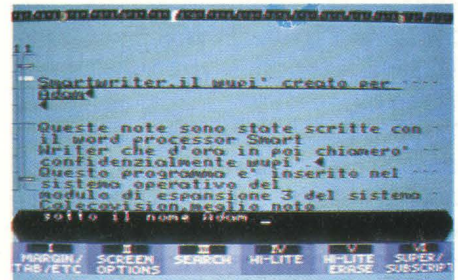 11
Smartwriter.il wupi' creato per
Adam
Queste note sono state scritte con
il word processor Smart
Writer che d'ora in poi chiamero'
confidenzialmente wupi'.
Questo programma e' inserito nel
sistema operativo del
modulo di espansione 3 del sistema
Colecovision,meglio noto
sotto il nome Adam _
I II III IV V VI
MARGIN/ SCREEN SEARCH HI-LITE HI-LITE SUPER/
TAB/ETC OPTIONS ERASE SUBSCRIPT